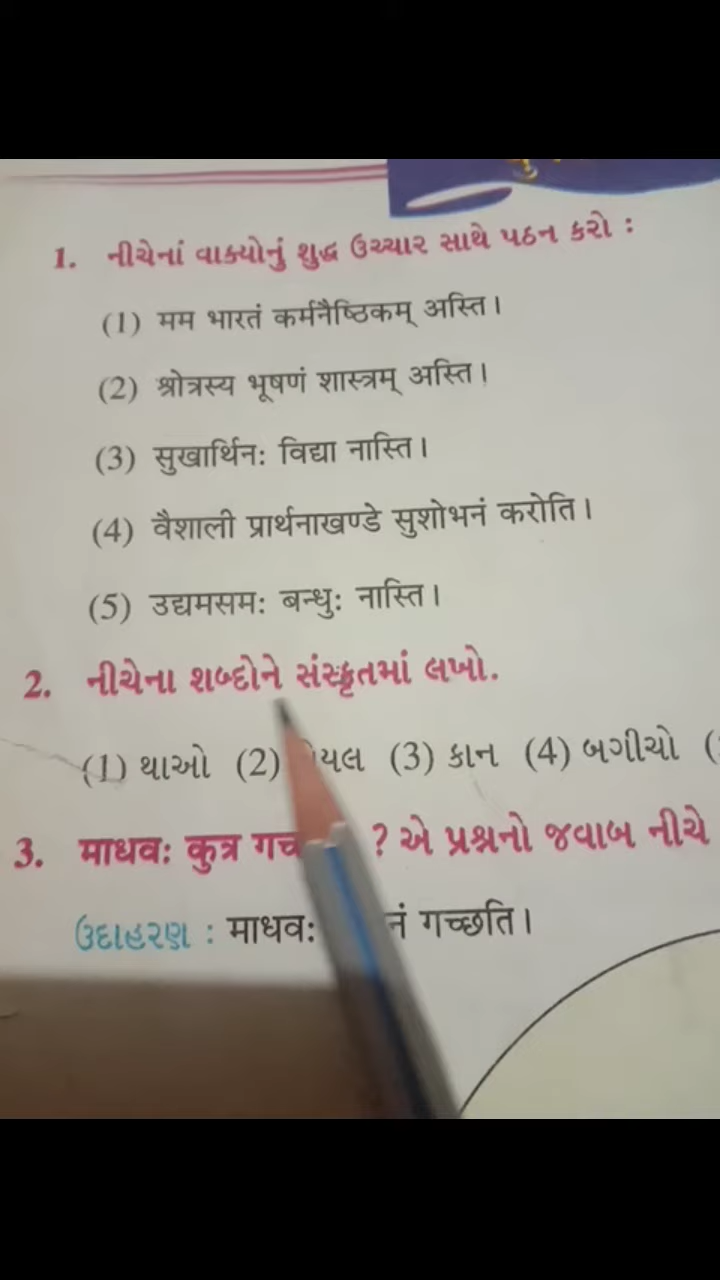 1. નીચેનાં વાક્યોનું શુદ્ધ ઉચ્ચાર સાથે પઠન કરો :
(1) मम भारतं कर्मनैष्ठिकम् अस्ति।
(2) श्रोत्रस्य भूषणं शास्त्रम् अस्ति।
(3) सुखार्थिनः विद्या नास्ति।
(4) वैशाली प्रार्थनाखण्डे सुशोभनं करोति।
(5) उद्यमसमः बन्धुः नास्ति।
2. નીચેના શબ્દોને સંસ્કૃતમાં લખો.
(1) થાઓ (2) (3) કાન (4) બગીચો
3. माधवः कुत्र ? એ પ્રશ્નનો જવાબ નીચે
ઉદાહરણ : माधवः गच्छति।